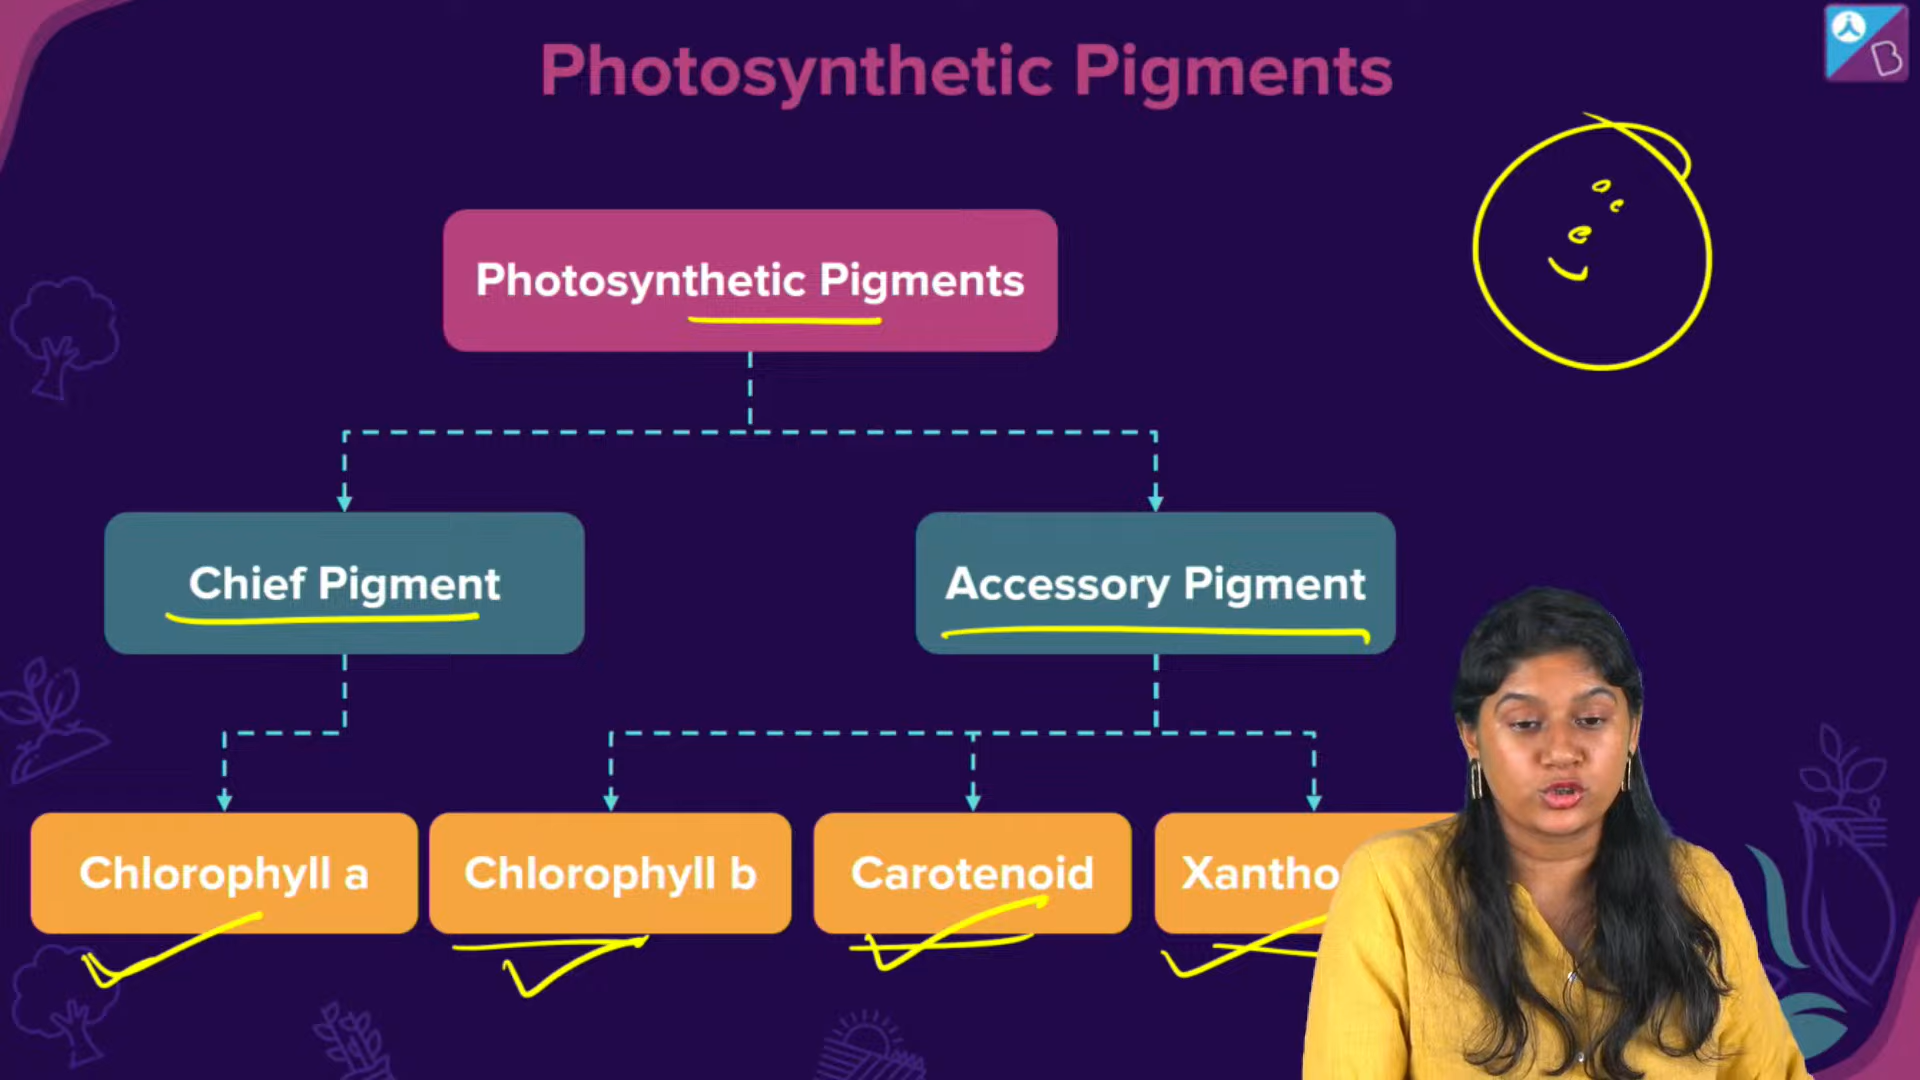 Photosynthetic Pigments
B
Photosynthetic Pigments
Chief Pigment
Accessory Pigment
Chlorophyll a
Chlorophyll b
Carotenoid
Xantho